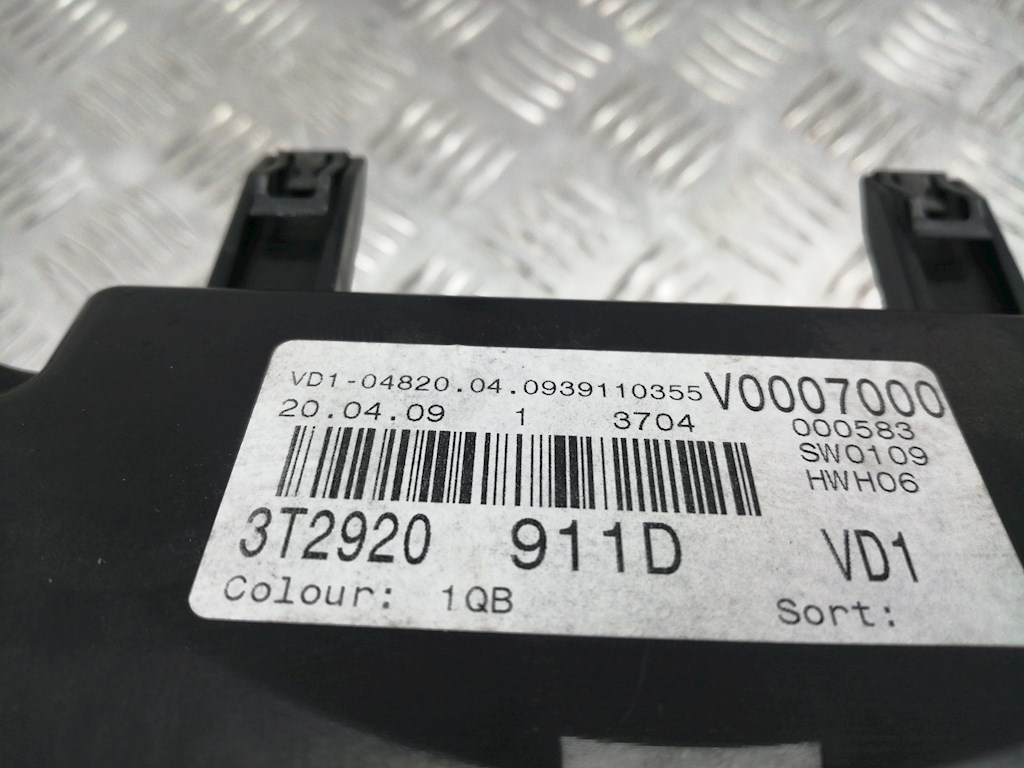 VD1-04820.04.0939110355 V0007000
20.04.09 1 3704 000583
SW0109
HWH06
3T2920 911D VD1
Colour: 1QB Sort: